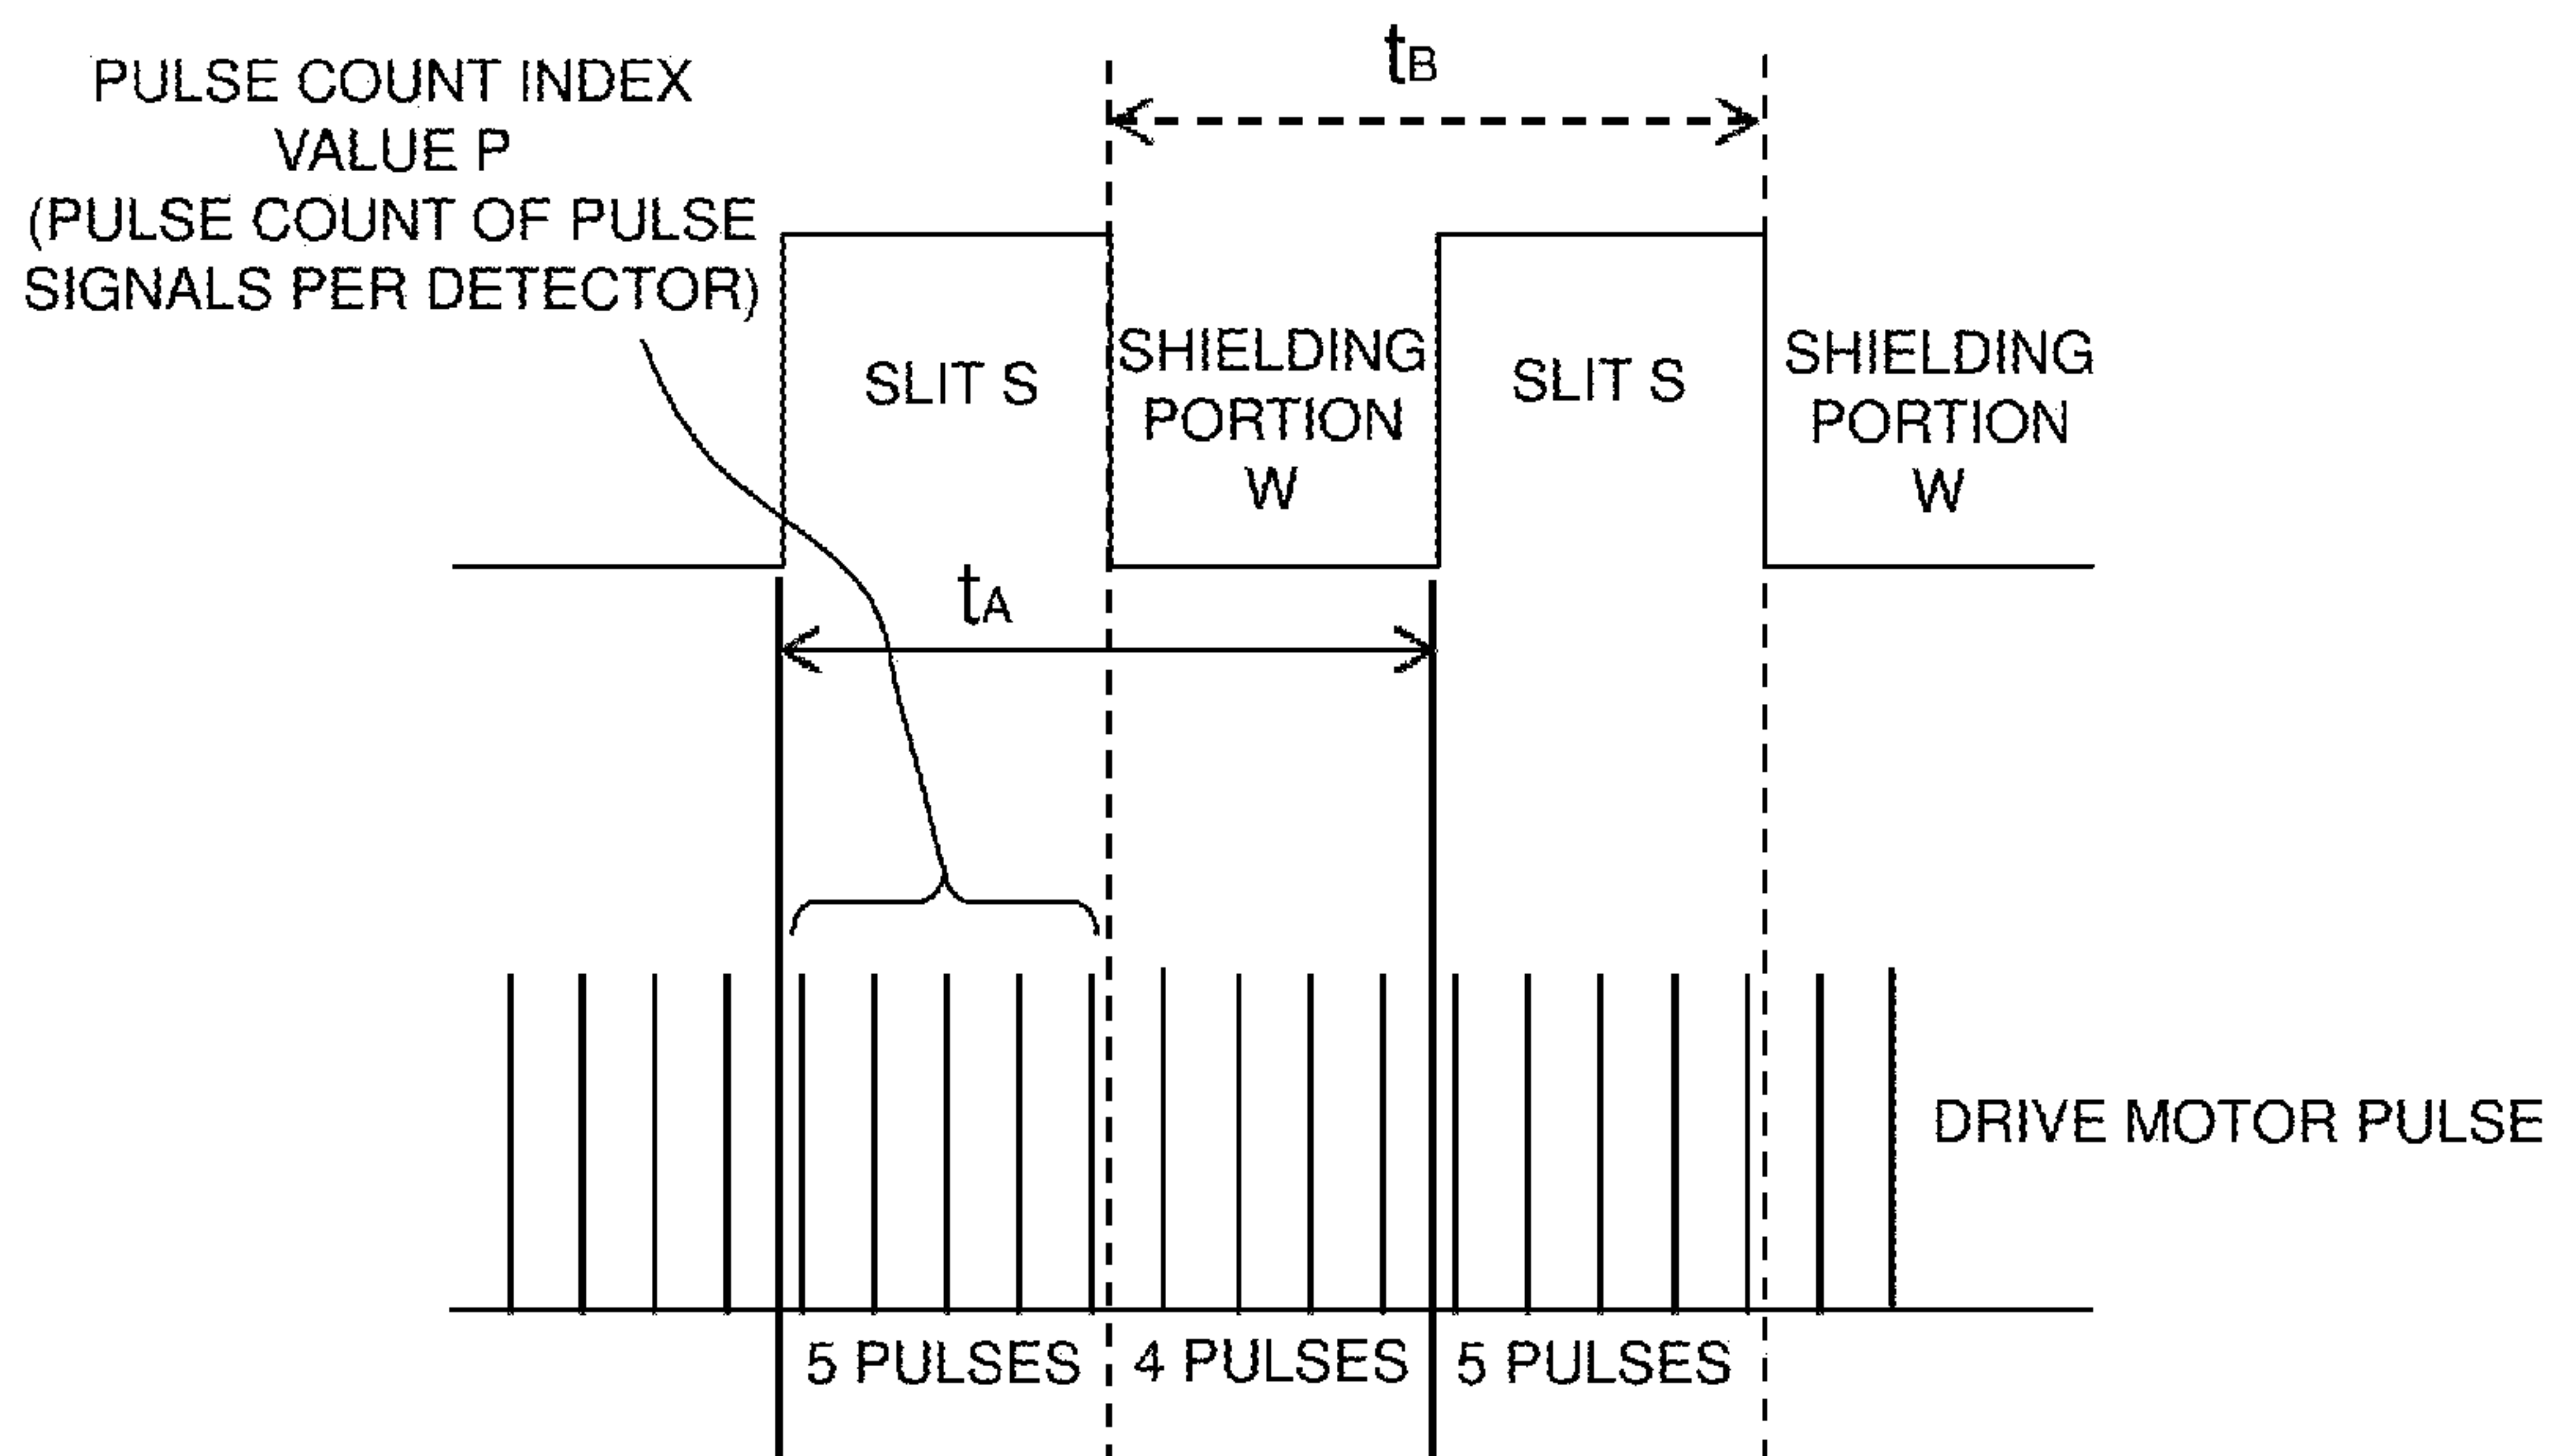 PULSE COUNT INDEX
VALUE P
(PULSE COUNT OF PULSE
SIGNALS PER DETECTOR)
tB
SLIT S
SHIELDING
PORTION
W
SLIT S
SHIELDING
PORTION
W
tA
DRIVE MOTOR PULSE
5 PULSES
4 PULSES
5 PULSES